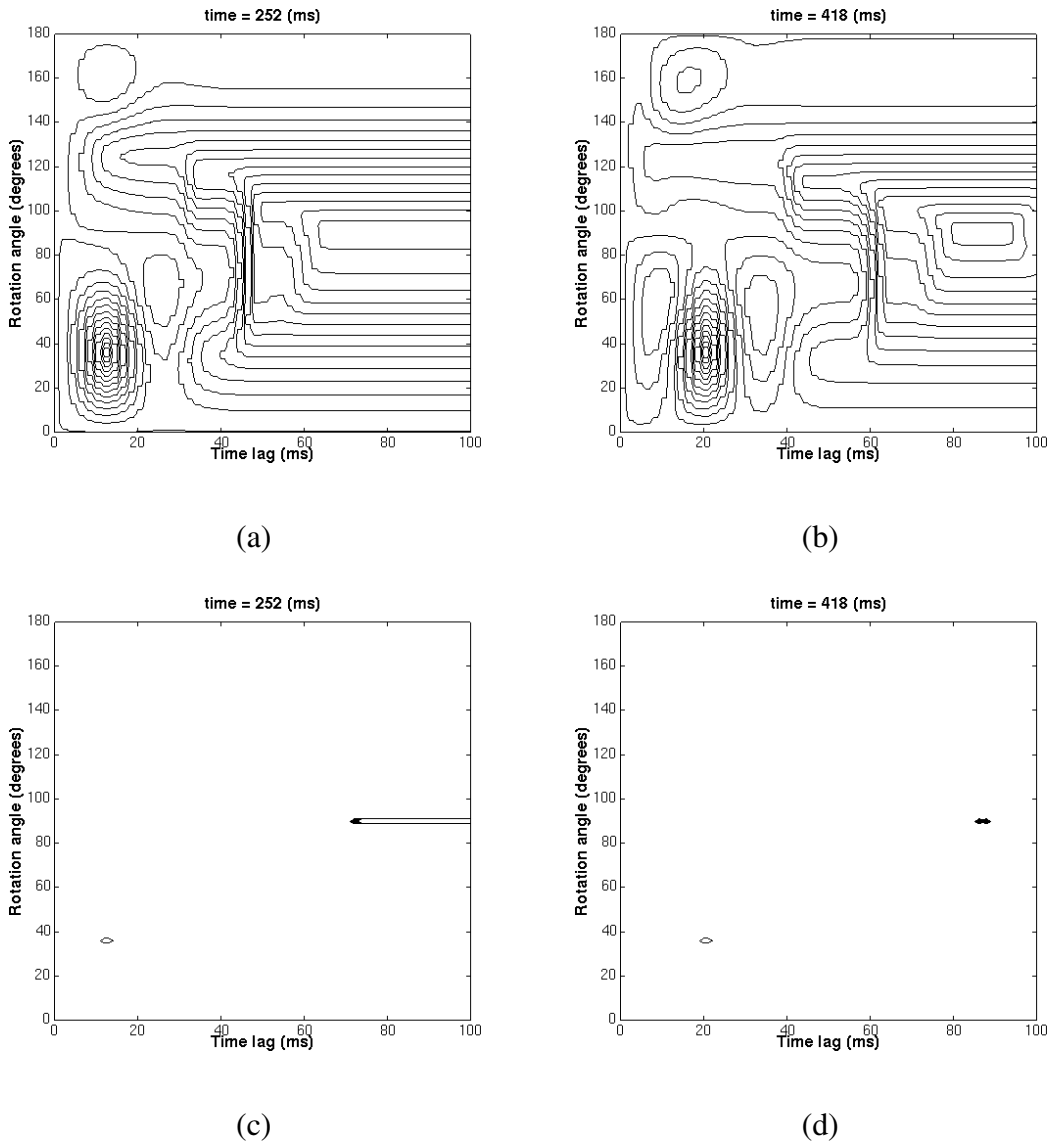 time = 252 (ms)
180
160
140
120
100
80
60
40
20
0
Rotation angle (degrees)
0 20 40 60 80 100
Time lag (ms)
(a)
time = 418 (ms)
180
160
140
120
100
80
60
40
20
0
Rotation angle (degrees)
0 20 40 60 80 100
Time lag (ms)
(b)
time = 252 (ms)
180
160
140
120
100
80
60
40
20
0
Rotation angle (degrees)
0 20 40 60 80 100
Time lag (ms)
(c)
time = 418 (ms)
180
160
140
120
100
80
60
40
20
0
Rotation angle (degrees)
0 20 40 60 80 100
Time lag (ms)
(d)